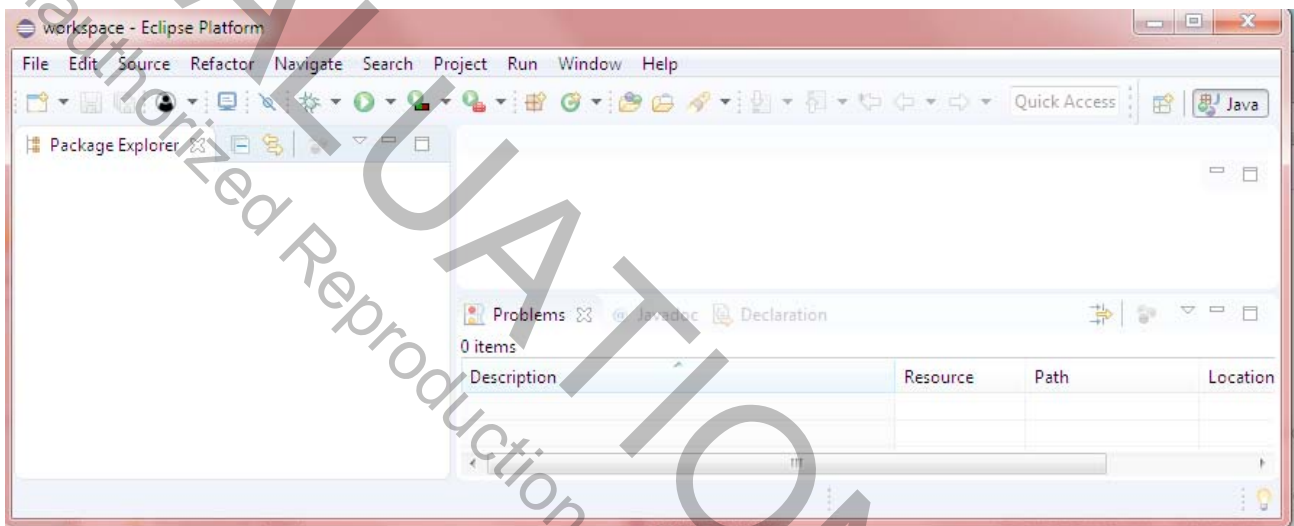 workspace - Eclipse Platform
File Edit Source Refactor Navigate Search Project Run Window Help
Quick Access Java
Package Explorer
Problems Javadoc Declaration
0 items
Description Resource Path Location
EVALUATION
Unauthorized Reproduction